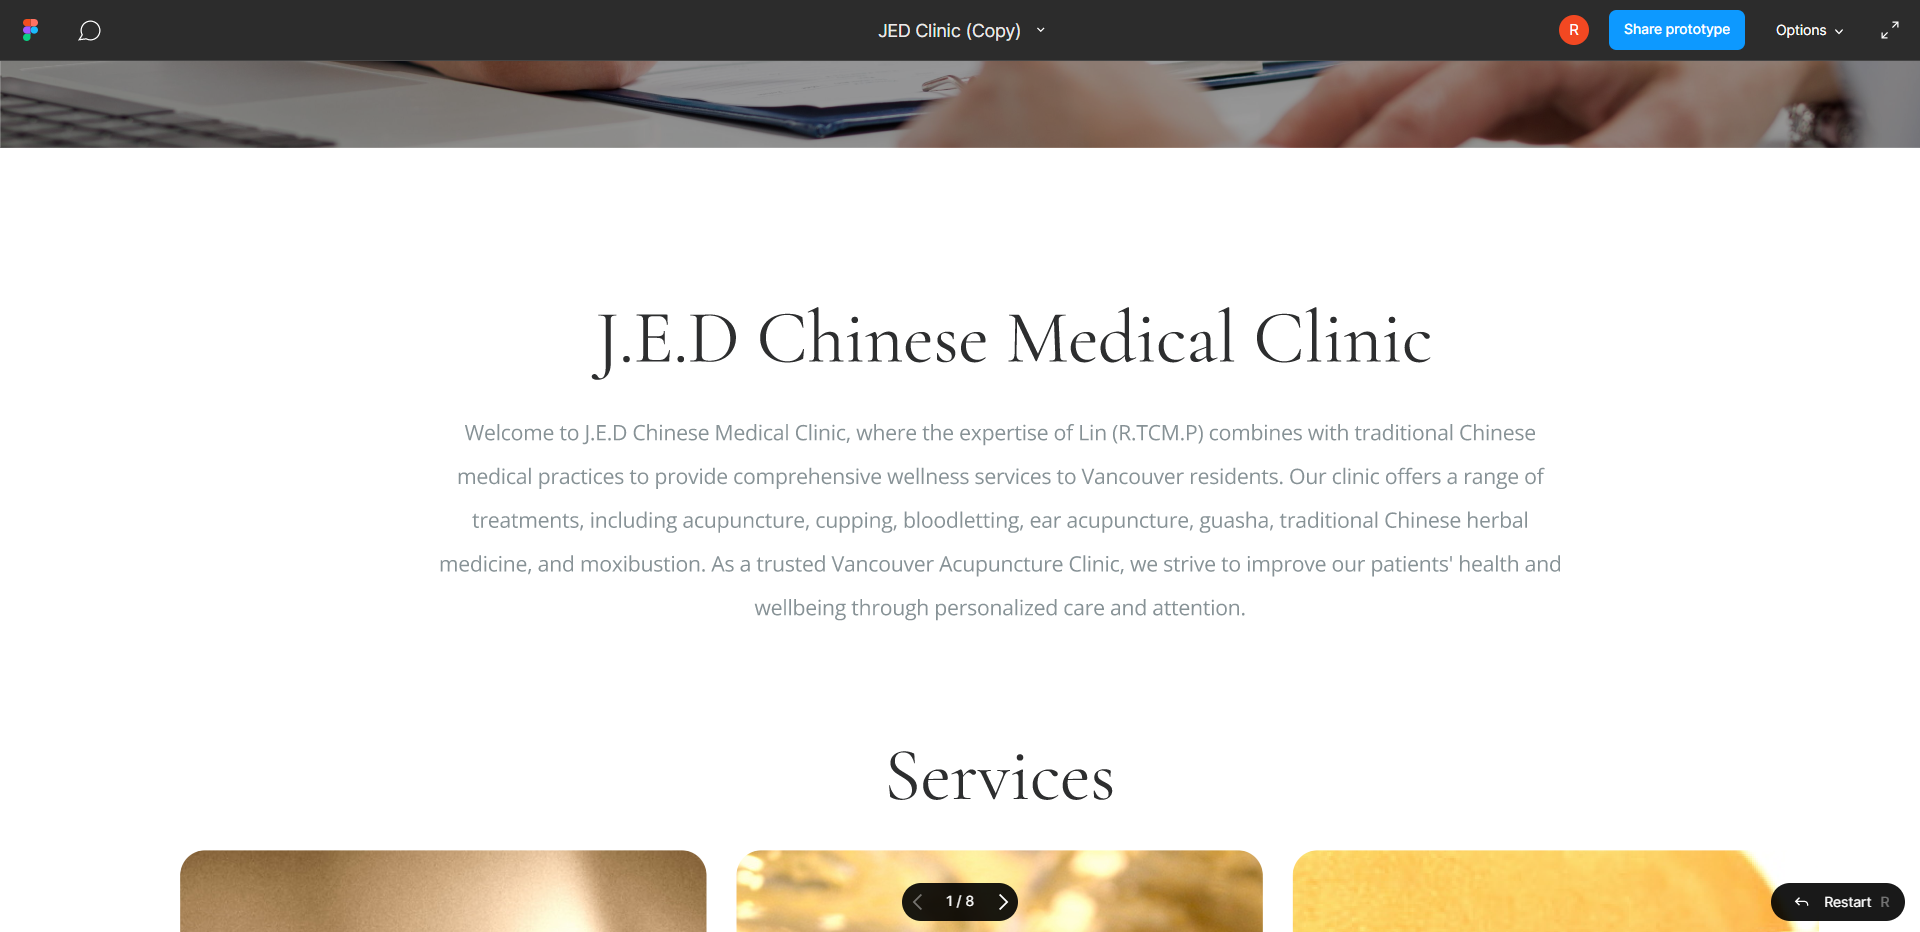 JED Clinic (Copy)
R
Share prototype
Options
J.E.D Chinese Medical Clinic
Welcome to J.E.D Chinese Medical Clinic, where the expertise of Lin (R.TCM.P) combines with traditional Chinese
medical practices to provide comprehensive wellness services to Vancouver residents. Our clinic offers a range of
treatments, including acupuncture, cupping, bloodletting, ear acupuncture, guasha, traditional Chinese herbal
medicine, and moxibustion. As a trusted Vancouver Acupuncture Clinic, we strive to improve our patients' health and
wellbeing through personalized care and attention.
Services
1 / 8
Restart R